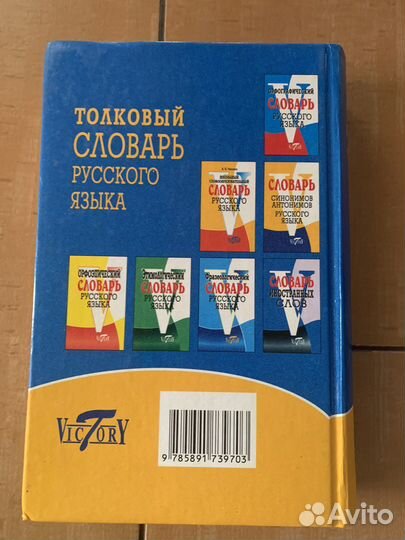 ТОЛКОВЫЙ
СЛОВАРЬ
РУССКОГО
ЯЗЫКА
ОРФОГРАФИЧЕСКИЙ
СЛОВАРЬ
РУССКОГО
ЯЗЫКА
СЛОВАРЬ
РУССКОГО
ЯЗЫКА
СЛОВАРЬ
СИНОНИМОВ
АНТОНИМОВ
РУССКОГО
ЯЗЫКА
ОРФОЭПИЧЕСКИЙ
СЛОВАРЬ
РУССКОГО
ЯЗЫКА
Этимологический
СЛОВАРЬ
РУССКОГО
ЯЗЫКА
Фразеологический
СЛОВАРЬ
РУССКОГО
ЯЗЫКА
СЛОВАРЬ
ИНОСТРАННЫХ
СЛОВ
VICTORY
9 785891 739703
Avito